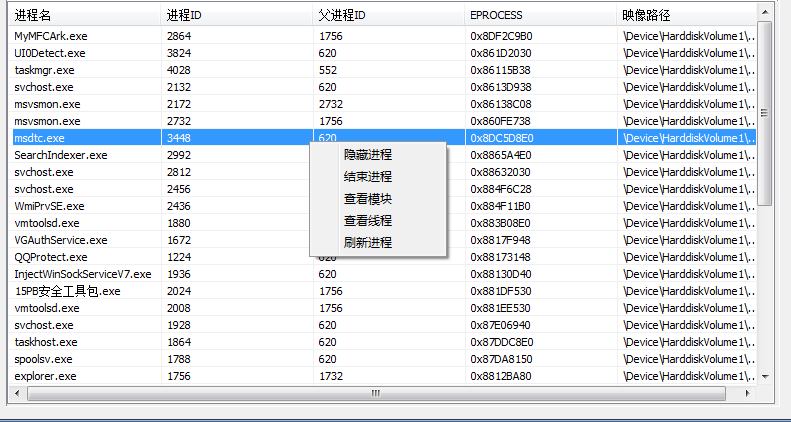 进程名 进程ID 父进程ID EPROCESS 映像路径
MyMFCArk.exe 2864 1756 0x8DF2C9B0 \Device\HarddiskVolume1\...
UI0Detect.exe 3824 620 0x861D2030 \Device\HarddiskVolume1\...
taskmgr.exe 4028 552 0x86115B38 \Device\HarddiskVolume1\...
svchost.exe 2132 620 0x8613D938 \Device\HarddiskVolume1\...
msvsmon.exe 2172 2732 0x86138C08 \Device\HarddiskVolume1\...
msvsmon.exe 2732 1756 0x860FE738 \Device\HarddiskVolume1\...
msdtc.exe 3448 620 0x8DC5D8E0 \Device\HarddiskVolume1\...
SearchIndexer.exe 2992 隐藏进程 0x8865A4E0 \Device\HarddiskVolume1\...
svchost.exe 2812 结束进程 0x88632030 \Device\HarddiskVolume1\...
svchost.exe 2456 查看模块 0x884F6C28 \Device\HarddiskVolume1\...
WmiPrvSE.exe 2436 查看模块 0x884F11B0 \Device\HarddiskVolume1\...
vmtoolsd.exe 1880 查看线程 0x883B08E0 \Device\HarddiskVolume1\...
VGAuthService.exe 1672 刷新进程 0x8817F948 \Device\HarddiskVolume1\...
QQProtect.exe 1224 620 0x88173148 \Device\HarddiskVolume1\...
InjectWinSockServiceV7.exe 1936 620 0x88130D40 \Device\HarddiskVolume1\...
15PB安全工具包.exe 2024 1756 0x881DF530 \Device\HarddiskVolume1\...
vmtoolsd.exe 2008 1756 0x881EE530 \Device\HarddiskVolume1\...
svchost.exe 1928 620 0x87E06940 \Device\HarddiskVolume1\...
taskhost.exe 1864 620 0x87DDC8E0 \Device\HarddiskVolume1\...
spoolsv.exe 1788 620 0x87DA8150 \Device\HarddiskVolume1\...
explorer.exe 1756 1732 0x8812BA80 \Device\HarddiskVolume1\...